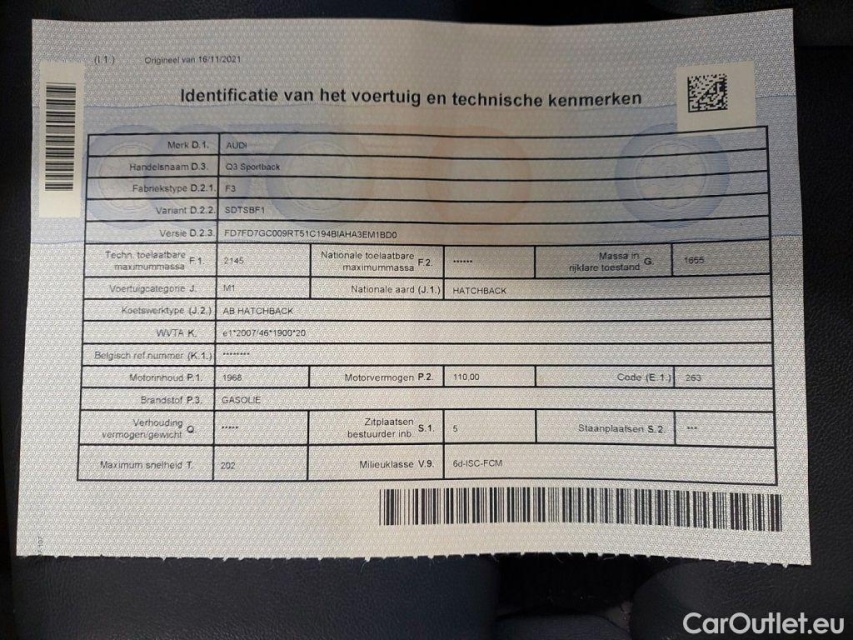 (I.1.) Origineel van 16/11/2021
Identificatie van het voertuig en technische kenmerken
Merk D.1. AUDI
Handelsnaam D.3. Q3 Sportback
Fabriekstype D.2.1. F3
Variant D.2.2. SDTSBF1
Versie D.2.3. FD7FD7GC009RT51C194BIAHA3EM1BD0
Techn. toelaatbare maximummassa F.1. 2145 Nationale toelaatbare maximummassa F.2. ****** Massa in rijklare toestand G. 1655
Voertuigcategorie J. M1 Nationale aard (J.1.) HATCHBACK
Koetswerktype (J.2.) AB HATCHBACK
WVTA K. e1*2007/46*1900*20
Belgisch ref.nummer (K.1.) ********
Motorinhoud P.1. 1968 Motorvermogen P.2. 110,00 Code (E.1.) 263
Brandstof P.3. GASOLIE
Verhouding vermogen/gewicht Q. ***** Zitplaatsen bestuurder inb. S.1. 5 Staanplaatsen S.2. ***
Maximum snelheid T. 202 Milieuklasse V.9. 6d-ISC-FCM
CarOutlet.eu